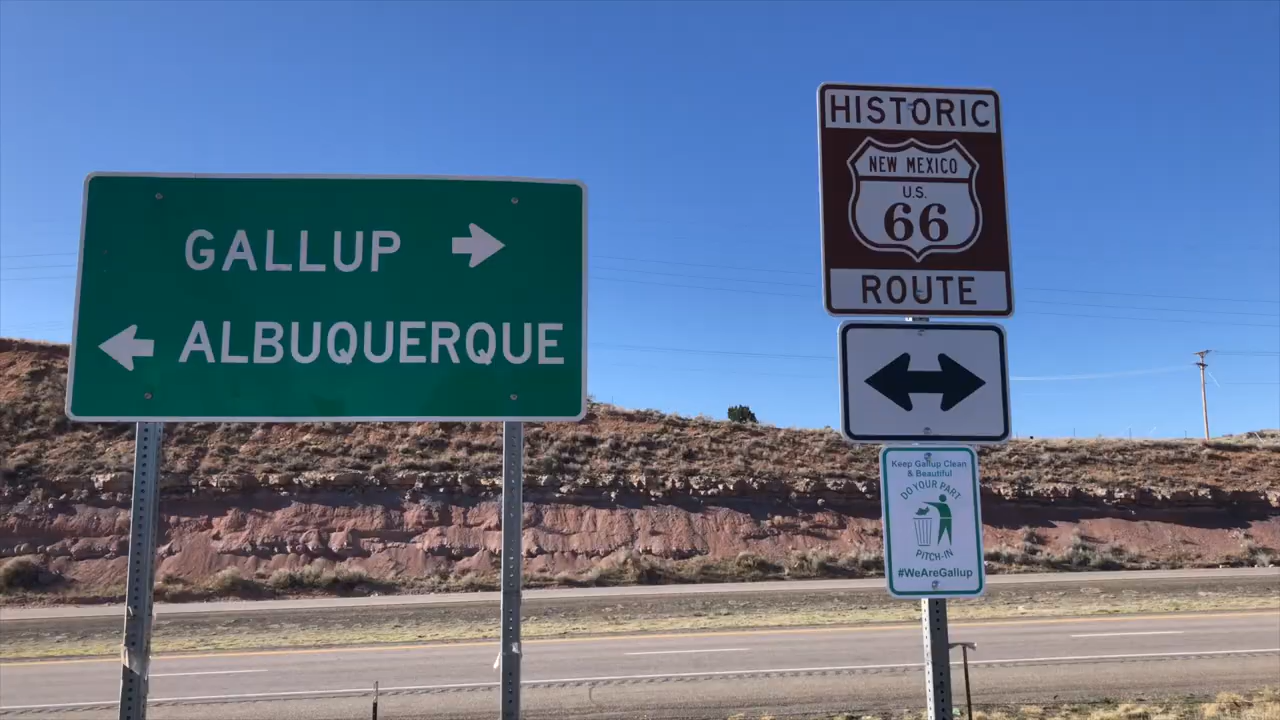 GALLUP
ALBUQUERQUE
HISTORIC
NEW MEXICO
U.S.
66
ROUTE
Keep Gallup Clean
& Beautiful
DO YOUR PART
PITCH-IN
#WeAreGallup